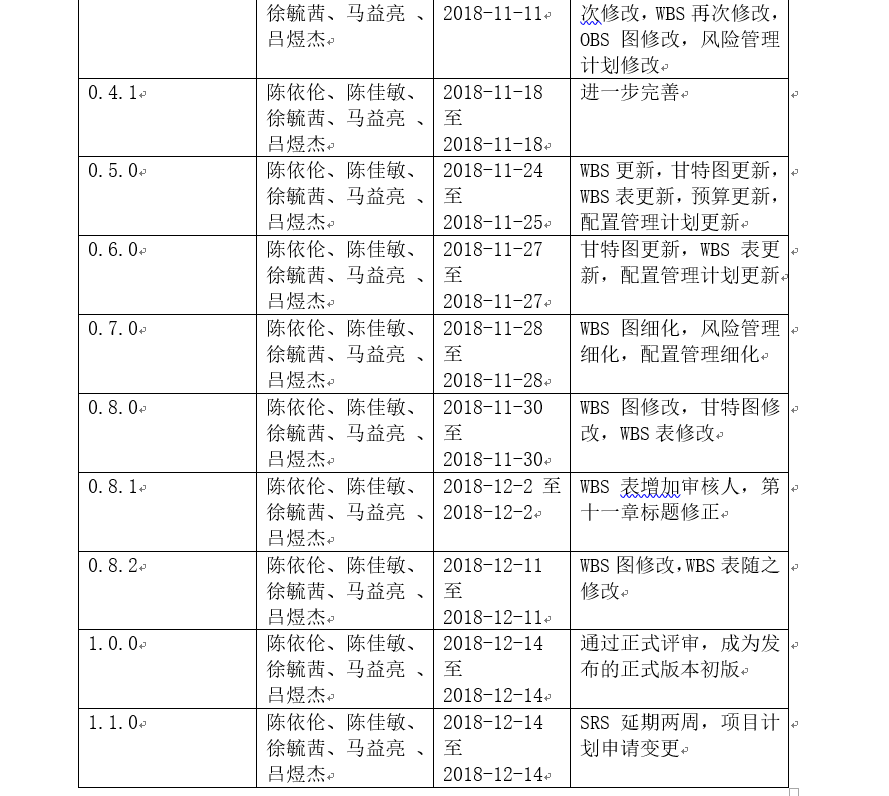 徐毓茜、马益亮 、
吕煜杰
2018-11-11
次修改，WBS 再次修改，
OBS 图修改，风险管理
计划修改
0.4.1
陈依伦、陈佳敏、
徐毓茜、马益亮 、
吕煜杰
2018-11-18
至
2018-11-18
进一步完善
0.5.0
陈依伦、陈佳敏、
徐毓茜、马益亮 、
吕煜杰
2018-11-24
至
2018-11-25
WBS 更新，甘特图更新，
WBS 表更新，预算更新，
配置管理计划更新
0.6.0
陈依伦、陈佳敏、
徐毓茜、马益亮 、
吕煜杰
2018-11-27
至
2018-11-27
甘特图更新，WBS 表更
新，配置管理计划更新
0.7.0
陈依伦、陈佳敏、
徐毓茜、马益亮 、
吕煜杰
2018-11-28
至
2018-11-28
WBS 图细化，风险管理
细化，配置管理细化
0.8.0
陈依伦、陈佳敏、
徐毓茜、马益亮 、
吕煜杰
2018-11-30
至
2018-11-30
WBS 图修改，甘特图修
改，WBS 表修改
0.8.1
陈依伦、陈佳敏、
徐毓茜、马益亮 、
吕煜杰
2018-12-2 至
2018-12-2
WBS 表增加审核人，第
十一章标题修正
0.8.2
陈依伦、陈佳敏、
徐毓茜、马益亮 、
吕煜杰
2018-12-11
至
2018-12-11
WBS 图修改，WBS 表随之
修改
1.0.0
陈依伦、陈佳敏、
徐毓茜、马益亮 、
吕煜杰
2018-12-14
至
2018-12-14
通过正式评审，成为发
布的正式版本初版
1.1.0
陈依伦、陈佳敏、
徐毓茜、马益亮 、
吕煜杰
2018-12-14
至
2018-12-14
SRS 延期两周，项目计
划申请变更